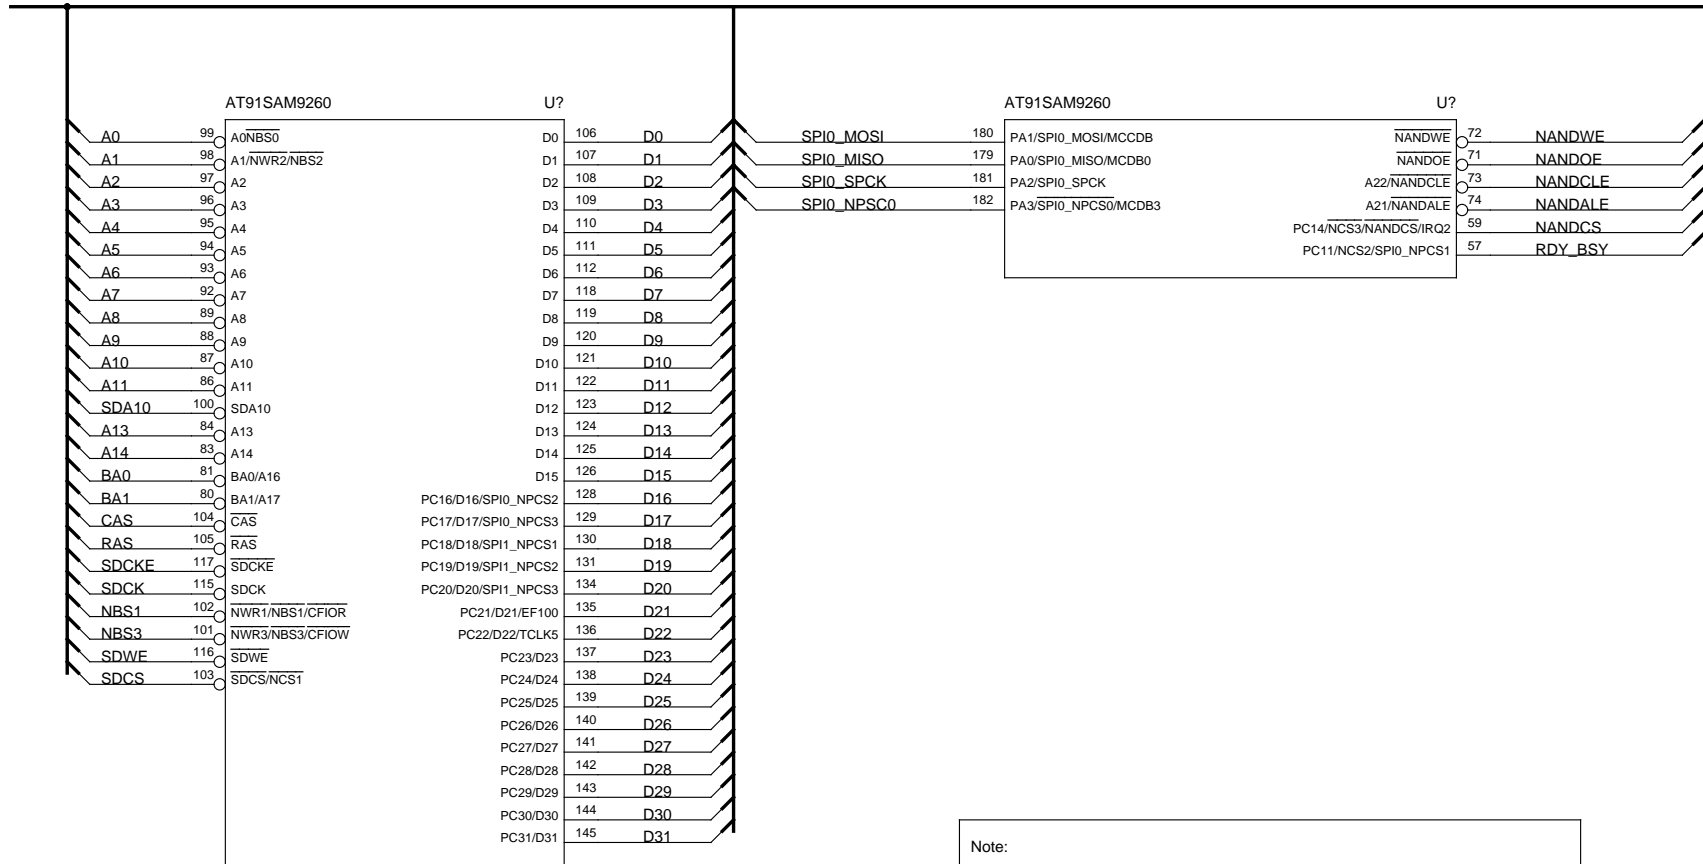 AT91SAM9260 U?
A0 99 A0NBS0 D0 106 D0
A1 98 A1/NWR2/NBS2 D1 107 D1
A2 97 A2 D2 108 D2
A3 96 A3 D3 109 D3
A4 95 A4 D4 110 D4
A5 94 A5 D5 111 D5
A6 93 A6 D6 112 D6
A7 92 A7 D7 118 D7
A8 89 A8 D8 119 D8
A9 88 A9 D9 120 D9
A10 87 A10 D10 121 D10
A11 86 A11 D11 122 D11
SDA10 100 SDA10 D12 123 D12
A13 84 A13 D13 124 D13
A14 83 A14 D14 125 D14
BA0 81 BA0/A16 D15 126 D15
BA1 80 BA1/A17 PC16/D16/SPI0_NPCS2 128 D16
CAS 104 CAS PC17/D17/SPI0_NPCS3 129 D17
RAS 105 RAS PC18/D18/SPI1_NPCS1 130 D18
SDCKE 117 SDCKE PC19/D19/SPI1_NPCS2 131 D19
SDCK 115 SDCK PC20/D20/SPI1_NPCS3 134 D20
NBS1 102 NWR1/NBS1/CFIOR PC21/D21/EF100 135 D21
NBS3 101 NWR3/NBS3/CFIOW PC22/D22/TCLK5 136 D22
SDWE 116 SDWE PC23/D23 137 D23
SDCS 103 SDCS/NCS1 PC24/D24 138 D24
PC25/D25 139 D25
PC26/D26 140 D26
PC27/D27 141 D27
PC28/D28 142 D28
PC29/D29 143 D29
PC30/D30 144 D30
PC31/D31 145 D31
AT91SAM9260 U?
SPI0_MOSI 180 PA1/SPI0_MOSI/MCCDB NANDWE 72 NANDWE
SPI0_MISO 179 PA0/SPI0_MISO/MCDB0 NANDOE 71 NANDOE
SPI0_SPCK 181 PA2/SPI0_SPCK A22/NANDCLE 73 NANDCLE
SPI0_NPSC0 182 PA3/SPI0_NPCS0/MCDB3 A21/NANDALE 74 NANDALE
PC14/NCS3/NANDCS/IRQ2 59 NANDCS
PC11/NCS2/SPI0_NPCS1 57 RDY_BSY
Note: